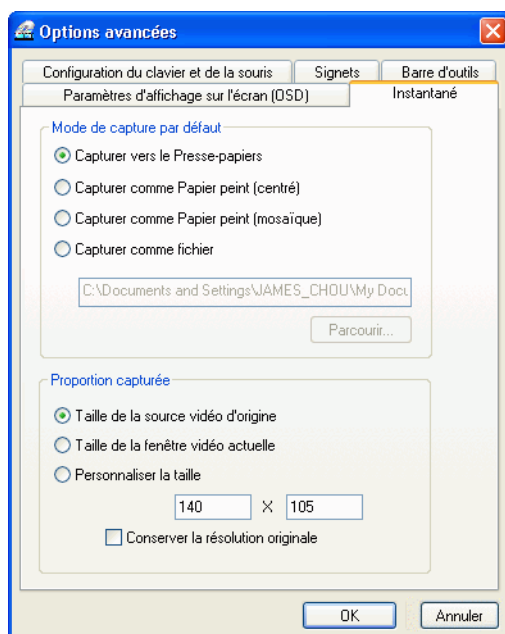 Options avancées
Configuration du clavier et de la souris Signets Barre d'outils
Paramètres d'affichage sur l'écran (OSD) Instantané
Mode de capture par défaut
Capturer vers le Presse-papiers
Capturer comme Papier peint (centré)
Capturer comme Papier peint (mosaïque)
Capturer comme fichier
C:\Documents and Settings\JAMES_CHOU\My Docu
Parcourir...
Proportion capturée
Taille de la source vidéo d'origine
Taille de la fenêtre vidéo actuelle
Personnaliser la taille
140 X 105
Conserver la résolution originale
OK Annuler